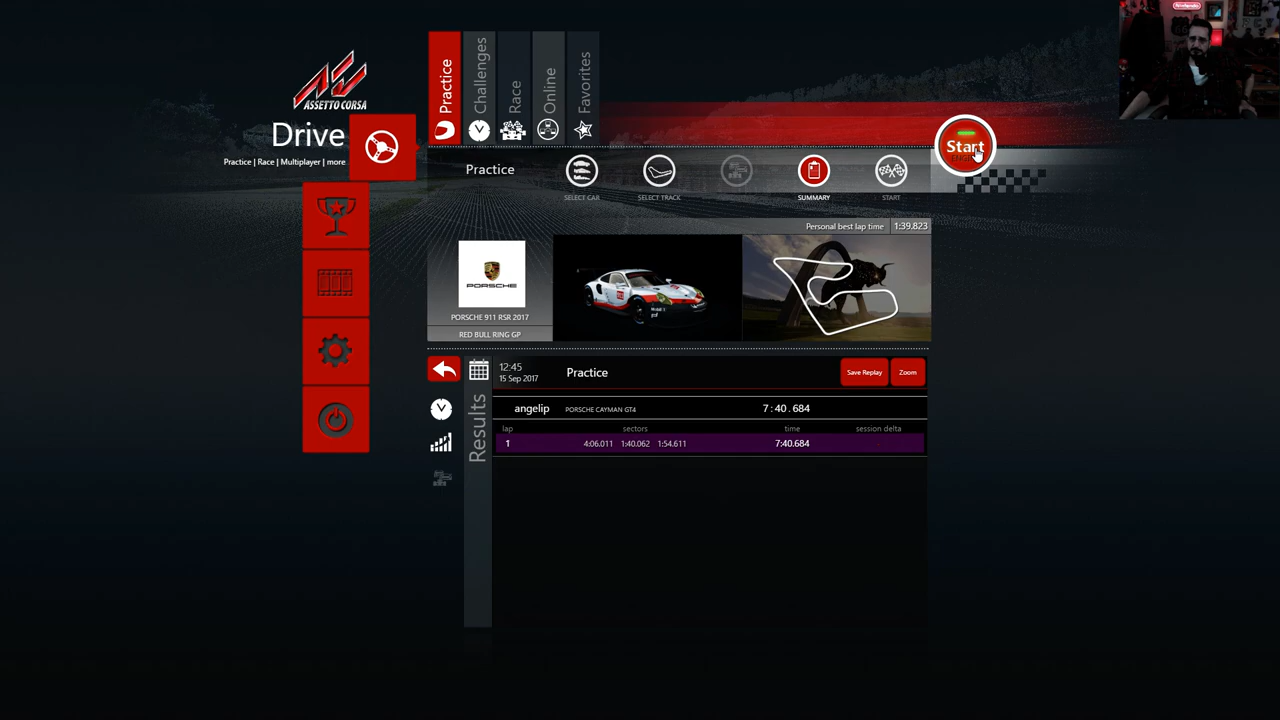 Practice
Challenges
Race
Online
Favorites
ASSETTO CORSA
Drive
Practice | Race | Multiplayer | more
Start
Practice
SELECT CAR
SELECT TRACK
SUMMARY
START
Personal best lap time 1:39.823
PORSCHE
PORSCHE 911 RSR 2017
RED BULL RING GP
12:45
15 Sep 2017
Practice
Save Replay
Zoom
Results
angelip PORSCHE CAYMAN GT4 7:40.684
lap sectors time session delta
1 4:06.011 1:40.062 1:54.611 7:40.684